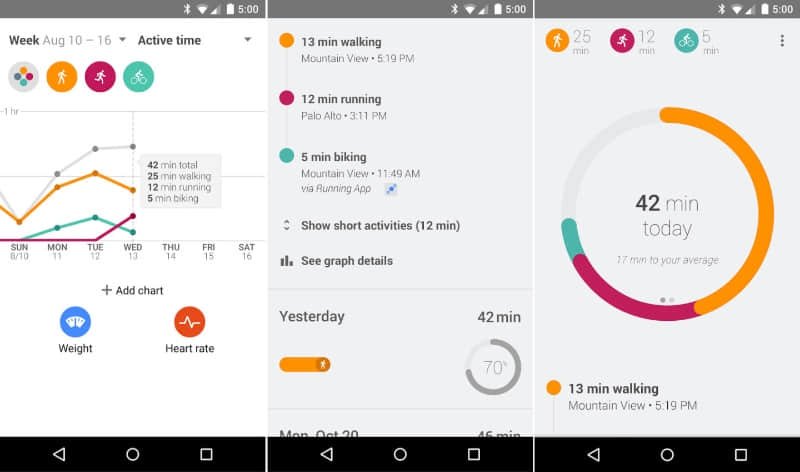 5:00
Week Aug 10 – 16 Active time
1 hr
42 min total
25 min walking
12 min running
5 min biking
SUN MON TUE WED THU FRI SAT
8/10 11 12 13 14 15 16
+ Add chart
Weight Heart rate
5:00
13 min walking
Mountain View • 5:19 PM
12 min running
Palo Alto • 3:11 PM
5 min biking
Mountain View • 11:49 AM
via Running App
Show short activities (12 min)
See graph details
Yesterday 42 min
70%
Mon, Oct 20 46 min
5:00
25 min 12 min 5 min
42 min
today
17 min to your average
13 min walking
Mountain View • 5:19 PM